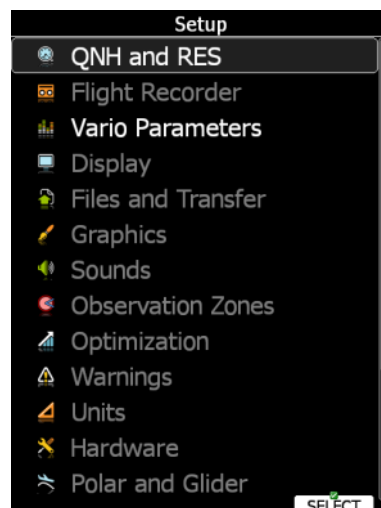 Setup
QNH and RES
Flight Recorder
Vario Parameters
Display
Files and Transfer
Graphics
Sounds
Observation Zones
Optimization
Warnings
Units
Hardware
Polar and Glider
SELECT